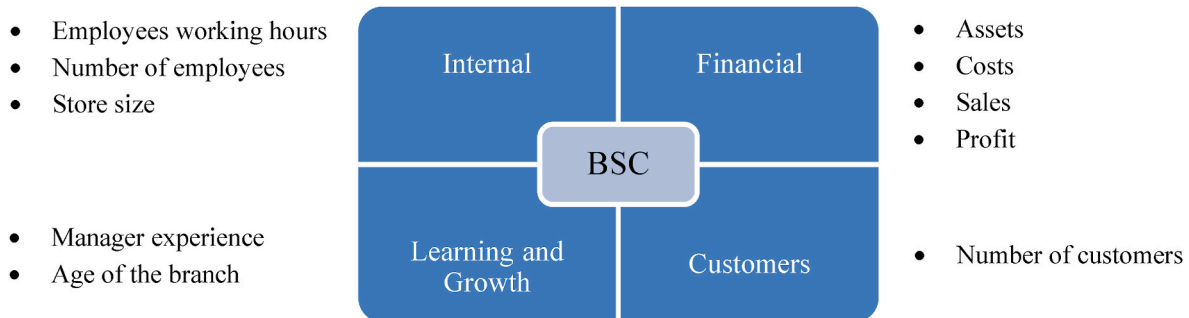 • Employees working hours
• Number of employees
• Store size
Internal
Financial
• Assets
• Costs
• Sales
• Profit
BSC
• Manager experience
• Age of the branch
Learning and
Growth
Customers
• Number of customers